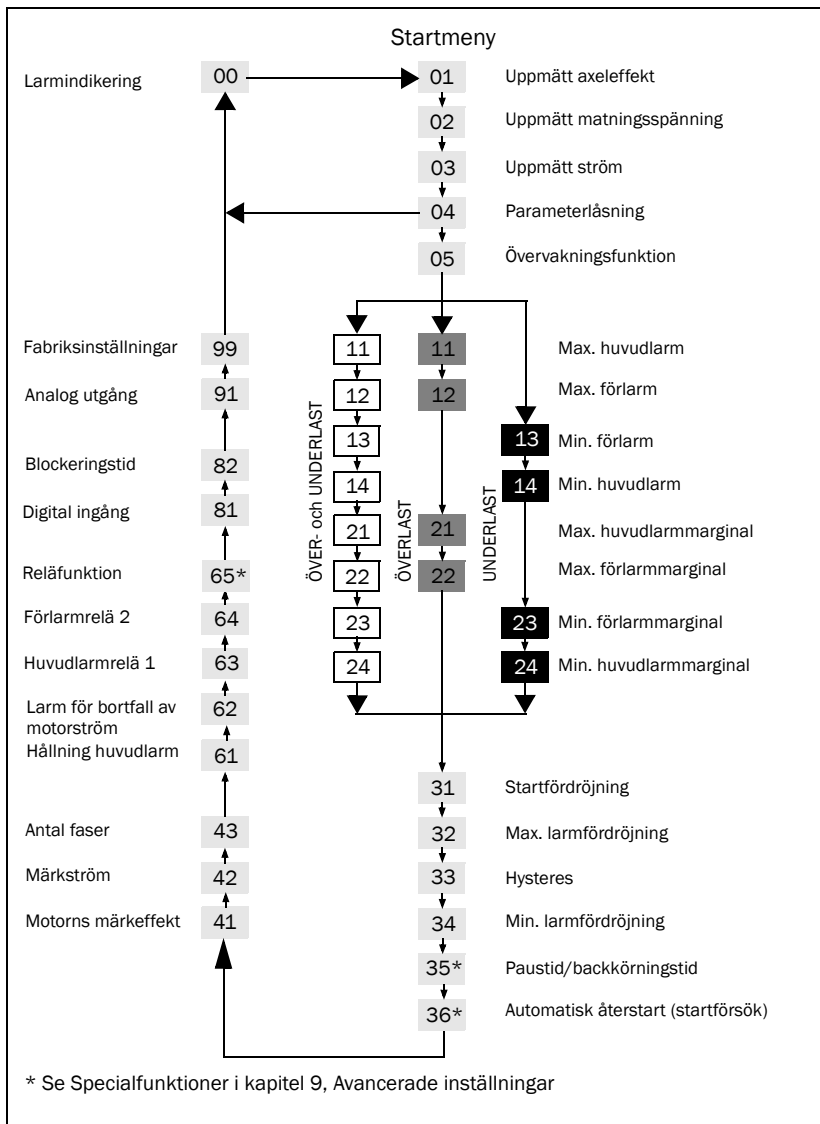 Startmeny
Larmindikering 00 01 Uppmätt axeleffekt
02 Uppmätt matningsspänning
03 Uppmätt ström
04 Parameterlåsning
05 Övervakningsfunktion
Fabriksinställningar 99 11 11 Max. huvudlarm
Analog utgång 91 12 12 Max. förlarm
13 13 Min. förlarm
Blockeringstid 82 14 14 Min. huvudlarm
Digital ingång 81 21 21 Max. huvudlarmmarginal
Reläfunktion 65* 22 22 Max. förlarmmarginal
Förlarmrelä 2 64 23 23 Min. förlarmmarginal
Huvudlarmrelä 1 63 24 24 Min. huvudlarmmarginal
ÖVER- och UNDERLAST
ÖVERLAST
UNDERLAST
Larm för bortfall av
motorström 62
Hållning huvudlarm 61
31 Startfördröjning
Antal faser 43 32 Max. larmfördröjning
Märkström 42 33 Hysteres
Motorns märkeffekt 41 34 Min. larmfördröjning
35* Paustid/backkörningstid
36* Automatisk återstart (startförsök)
* Se Specialfunktioner i kapitel 9, Avancerade inställningar